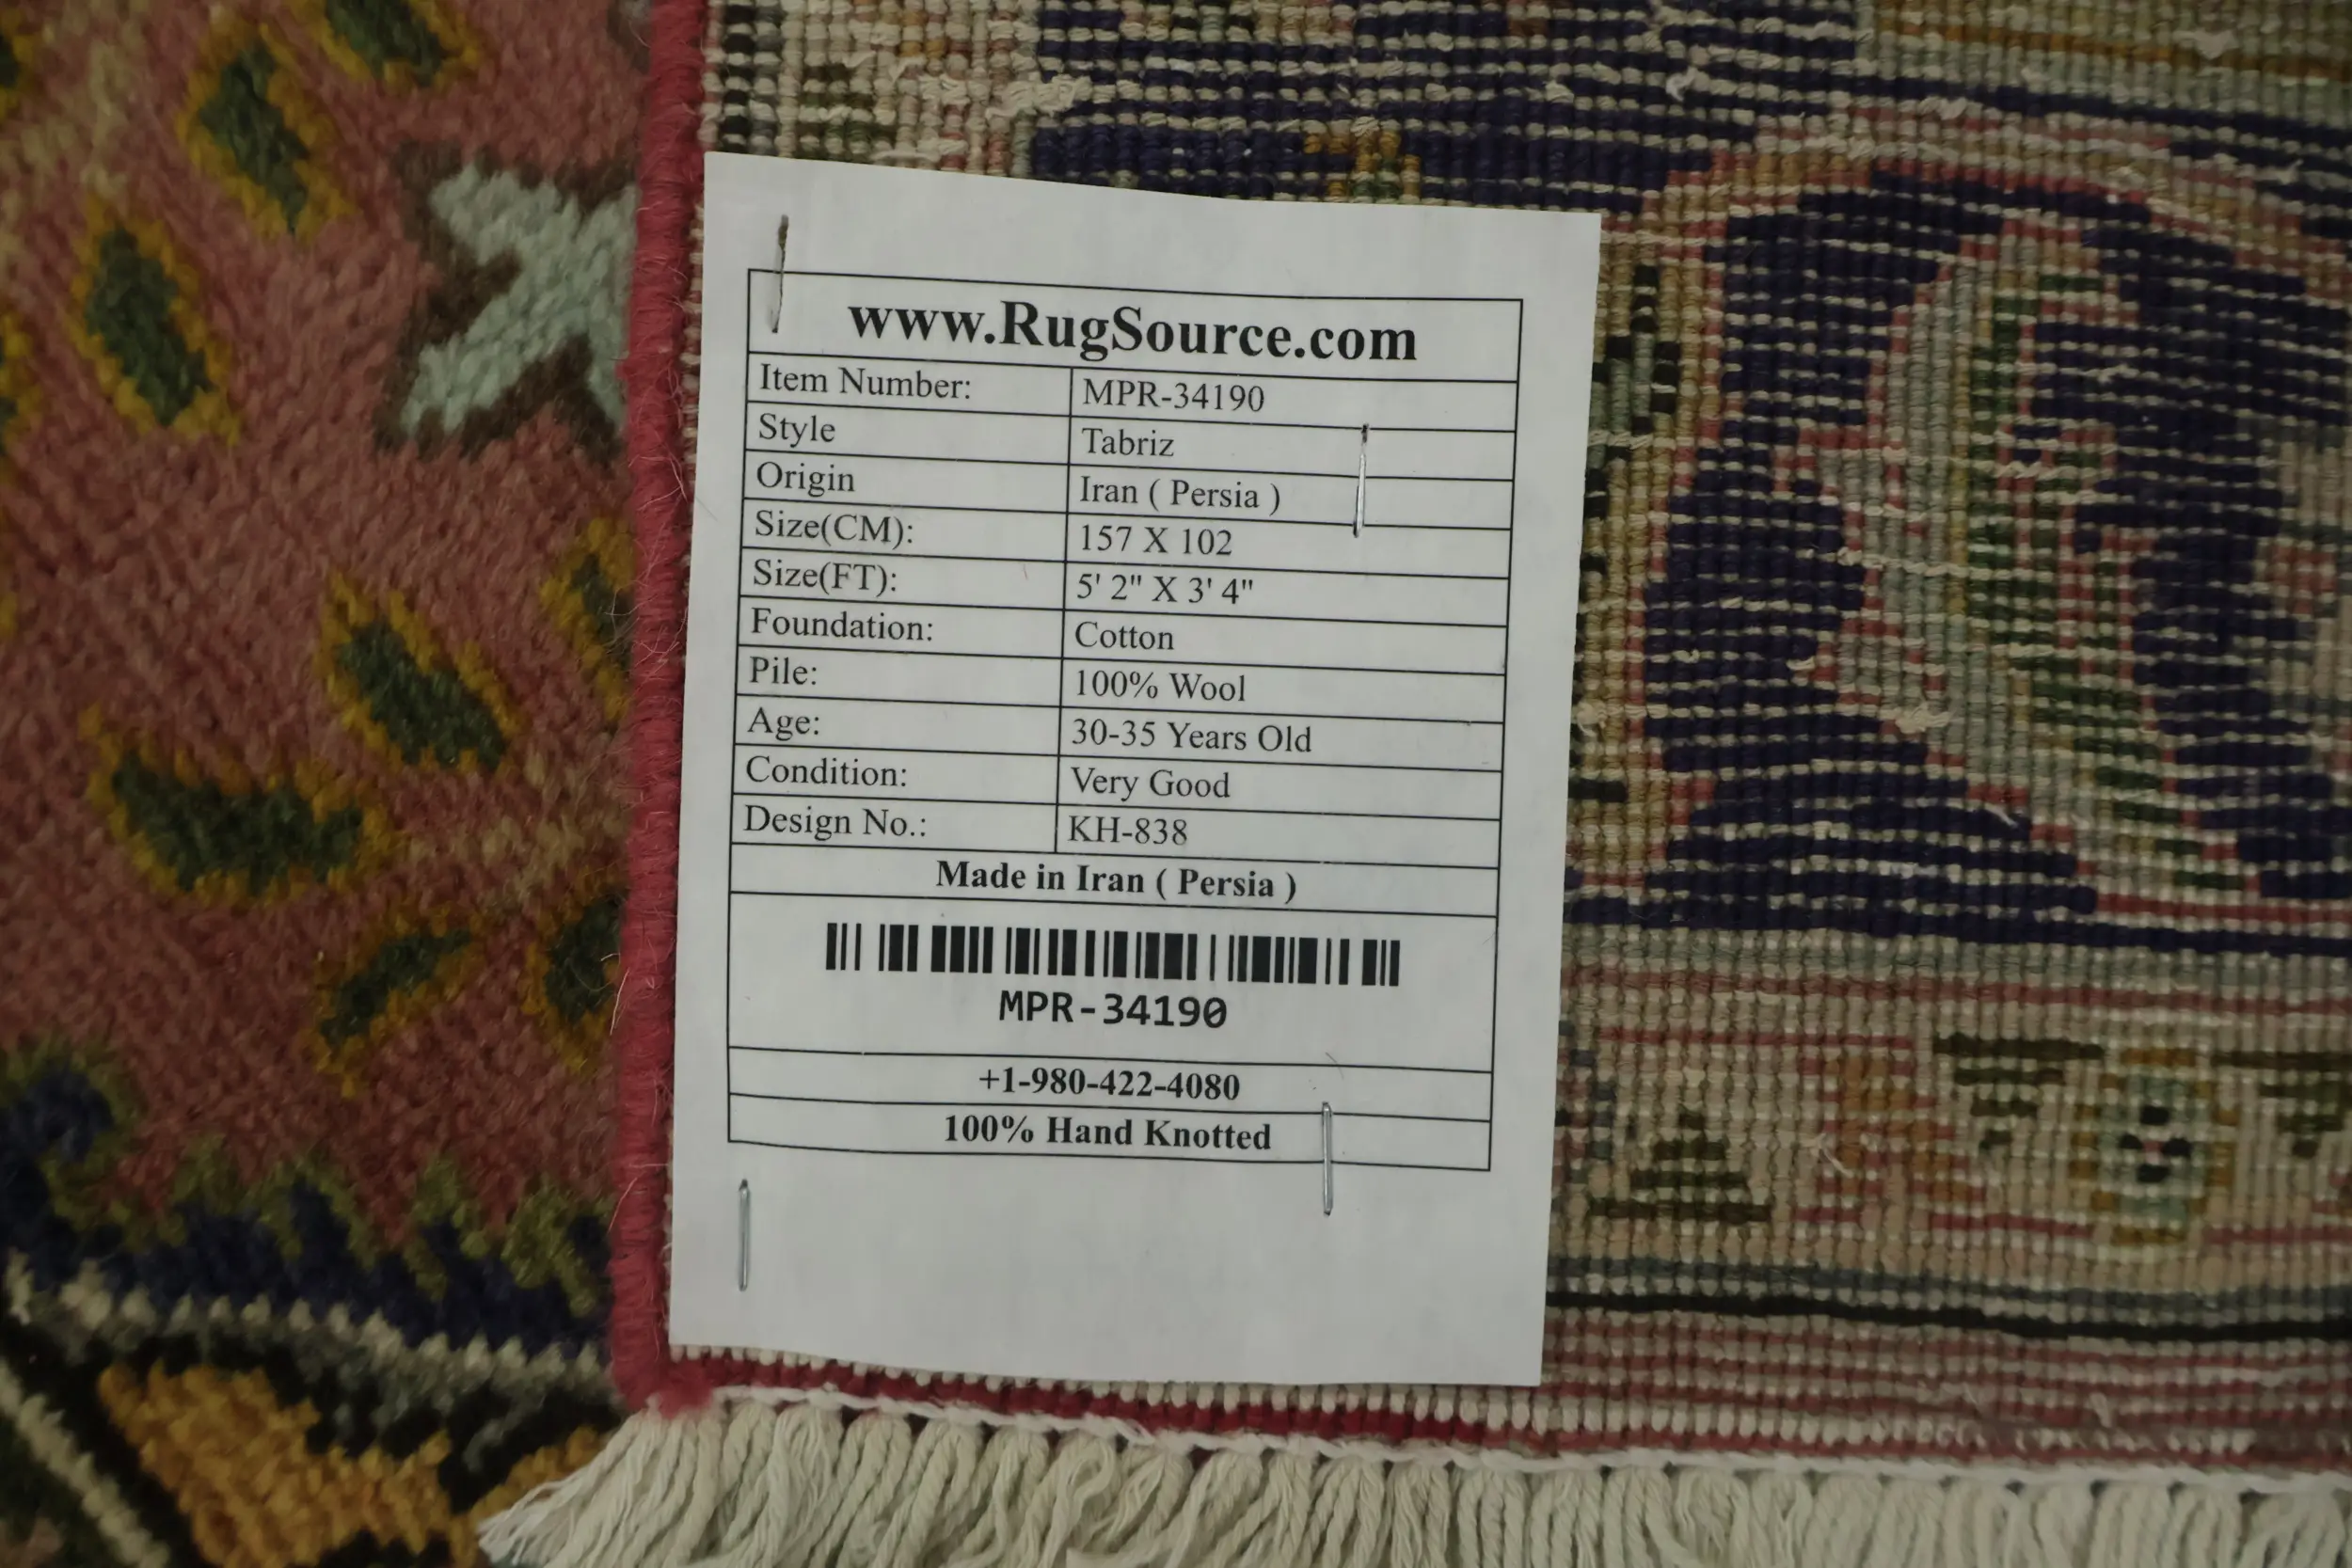 www.RugSource.com
Item Number: MPR-34190
Style Tabriz
Origin Iran ( Persia )
Size(CM): 157 X 102
Size(FT): 5' 2" X 3' 4"
Foundation: Cotton
Pile: 100% Wool
Age: 30-35 Years Old
Condition: Very Good
Design No.: KH-838
Made in Iran ( Persia )
MPR-34190
+1-980-422-4080
100% Hand Knotted